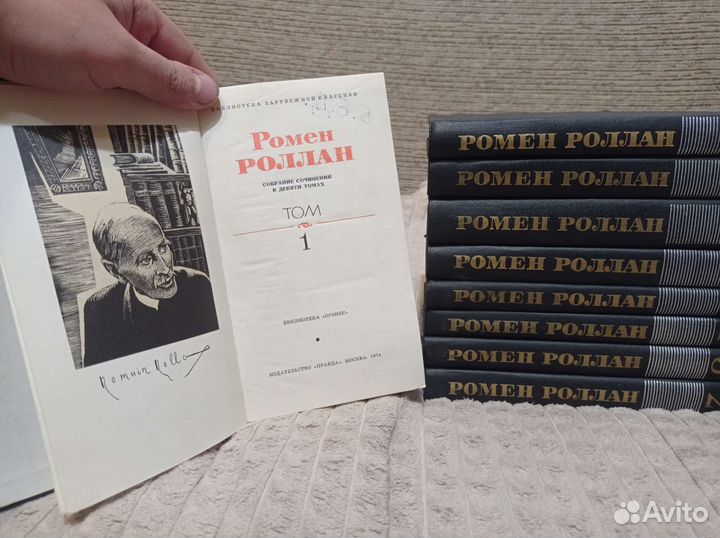 БИБЛИОТЕКА ЗАРУБЕЖНОЙ КЛАССИКИ
Ромен
РОЛЛАН
СОБРАНИЕ СОЧИНЕНИЙ
В ДЕВЯТИ ТОМАХ
ТОМ
1
БИБЛИОТЕКА «ОГОНЕК»
ИЗДАТЕЛЬСТВО «ПРАВДА». МОСКВА. 1974
Romain Rolland
РОМЕН РОЛЛАН
РОМЕН РОЛЛАН
РОМЕН РОЛЛАН
РОМЕН РОЛЛАН
РОМЕН РОЛЛАН
РОМЕН РОЛЛАН
РОМЕН РОЛЛАН
РОМЕН РОЛЛАН
Avito